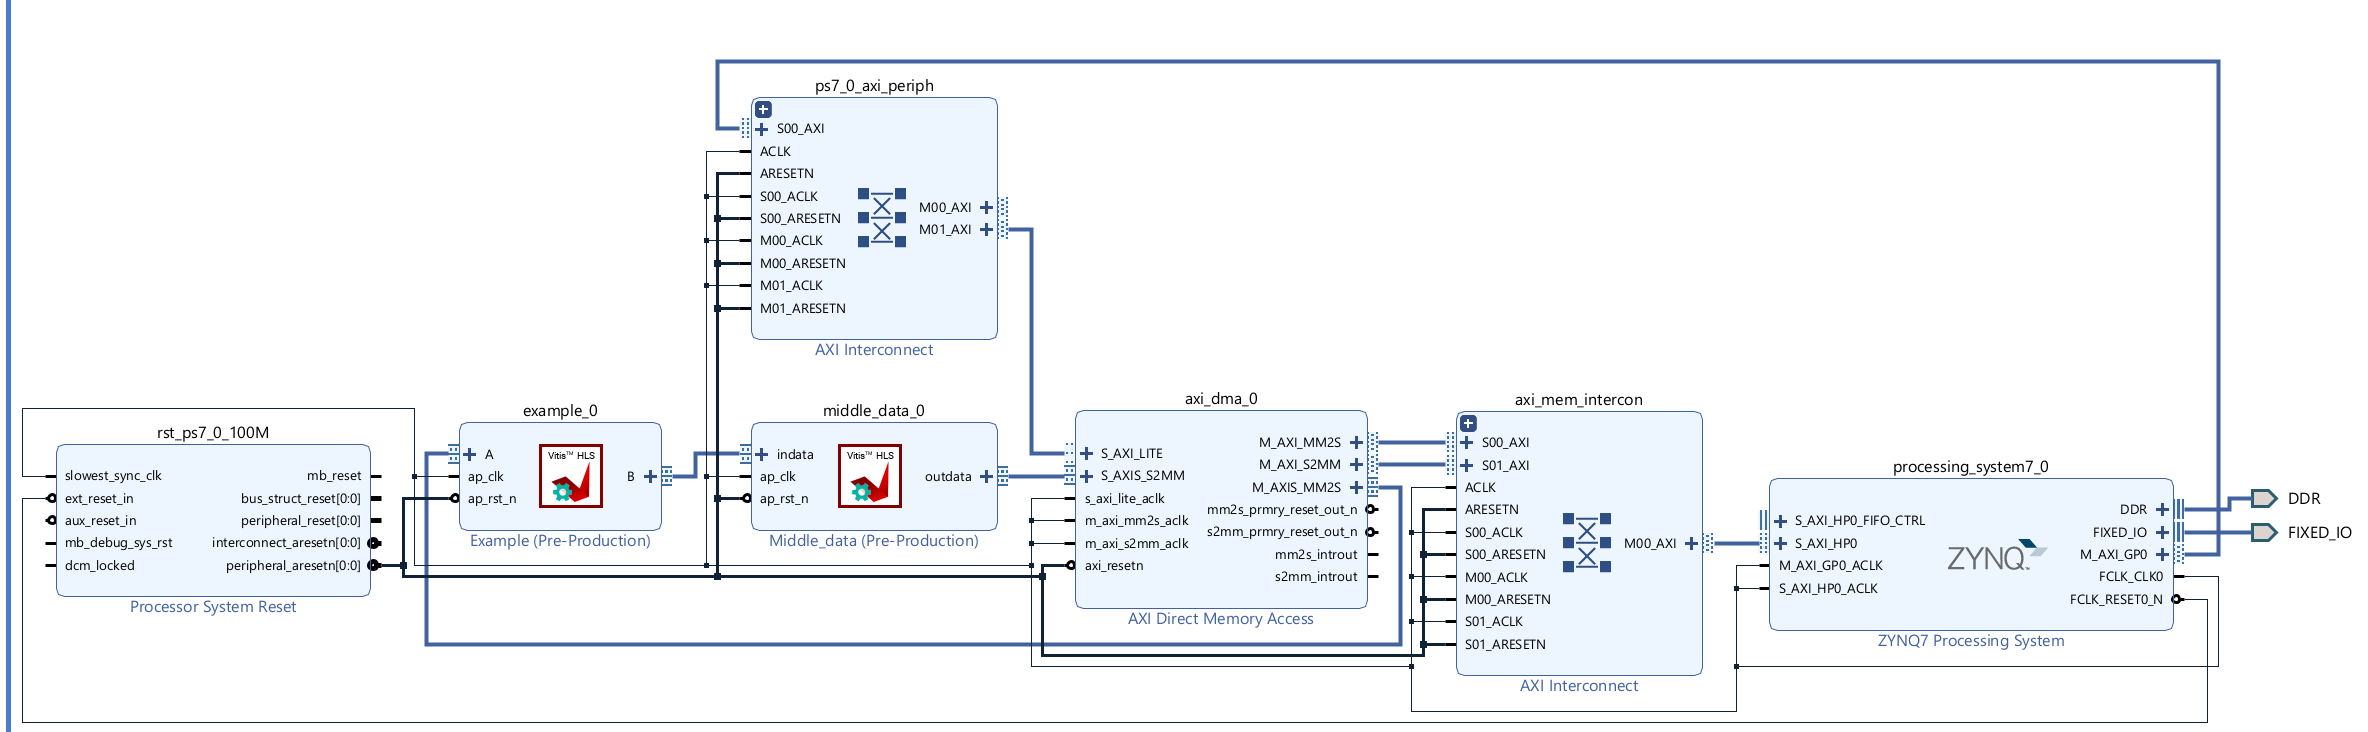 ps7_0_axi_periph
S00_AXI
ACLK
ARESETN
S00_ACLK
S00_ARESETN
M00_ACLK
M00_ARESETN
M01_ACLK
M01_ARESETN
M00_AXI
M01_AXI
AXI Interconnect
rst_ps7_0_100M
slowest_sync_clk
ext_reset_in
aux_reset_in
mb_debug_sys_rst
dcm_locked
mb_reset
bus_struct_reset[0:0]
peripheral_reset[0:0]
interconnect_aresetn[0:0]
peripheral_aresetn[0:0]
Processor System Reset
example_0
A
ap_clk
ap_rst_n
Vitis™ HLS
B
Example (Pre-Production)
middle_data_0
indata
ap_clk
ap_rst_n
Vitis™ HLS
outdata
Middle_data (Pre-Production)
axi_dma_0
S_AXI_LITE
S_AXIS_S2MM
s_axi_lite_aclk
m_axi_mm2s_aclk
m_axi_s2mm_aclk
axi_resetn
M_AXI_MM2S
M_AXI_S2MM
M_AXIS_MM2S
mm2s_prmry_reset_out_n
s2mm_prmry_reset_out_n
mm2s_introut
s2mm_introut
AXI Direct Memory Access
axi_mem_intercon
S00_AXI
S01_AXI
ACLK
ARESETN
S00_ACLK
S00_ARESETN
M00_ACLK
M00_ARESETN
S01_ACLK
S01_ARESETN
M00_AXI
AXI Interconnect
processing_system7_0
S_AXI_HP0_FIFO_CTRL
S_AXI_HP0
M_AXI_GP0_ACLK
S_AXI_HP0_ACLK
ZYNQ
DDR
FIXED_IO
M_AXI_GP0
FCLK_CLK0
FCLK_RESET0_N
ZYNQ7 Processing System
DDR
FIXED_IO